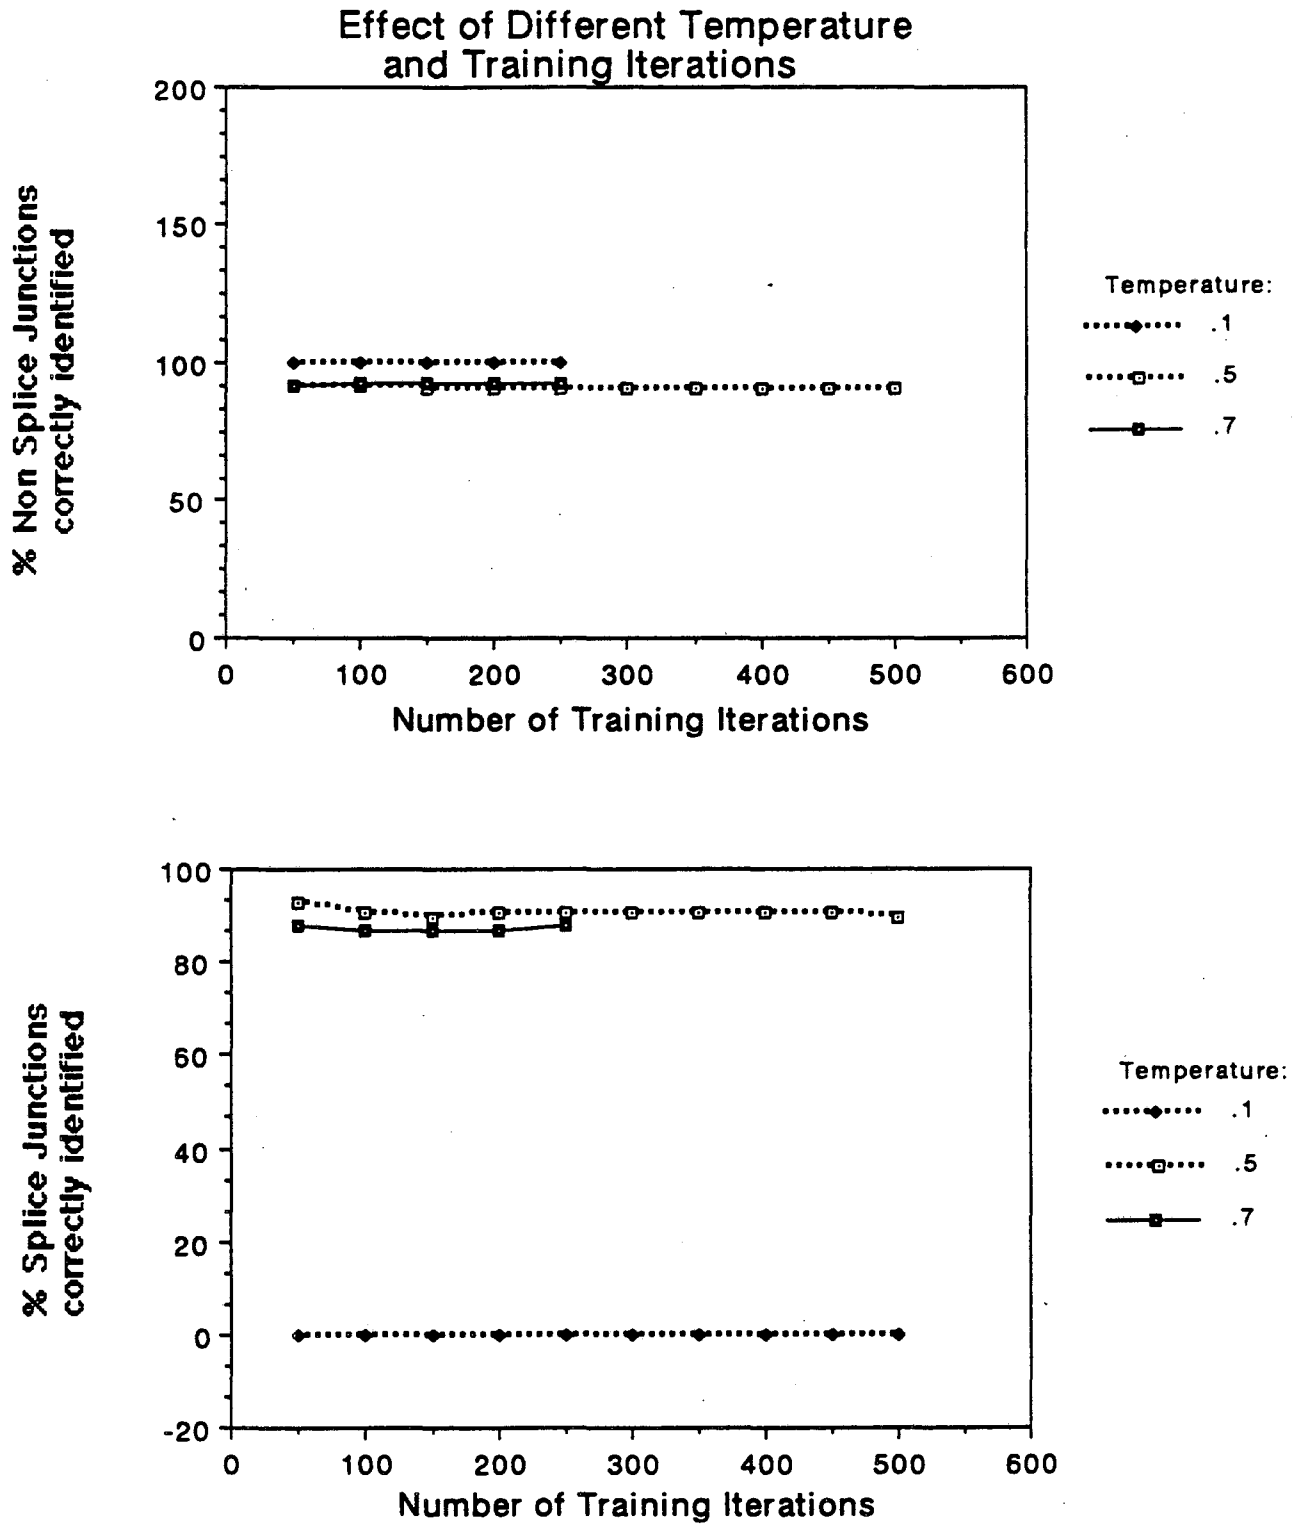 Effect of Different Temperature
and Training Iterations
% Non Splice Junctions
correctly identified
200
150
100
50
0
0 100 200 300 400 500 600
Number of Training Iterations
Temperature:
.1
.5
.7
% Splice Junctions
correctly identified
100
80
60
40
20
0
-20
0 100 200 300 400 500 600
Number of Training Iterations
Temperature:
.1
.5
.7